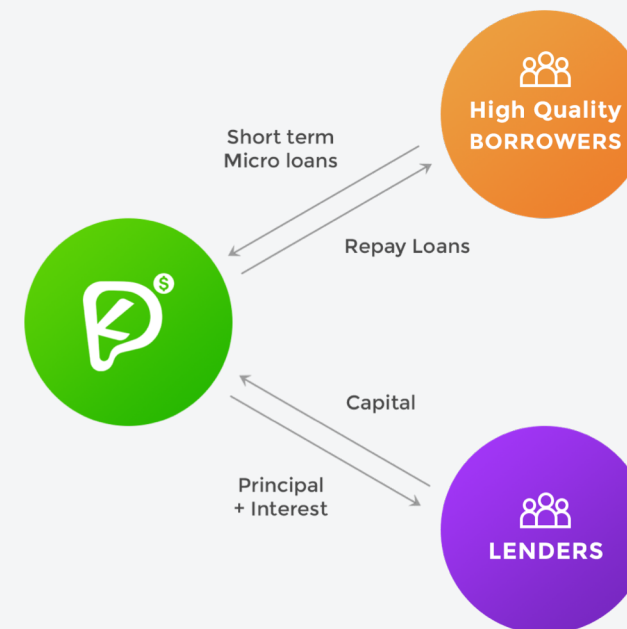 High Quality
BORROWERS
Short term
Micro loans
Repay Loans
$
Capital
Principal
+ Interest
LENDERS